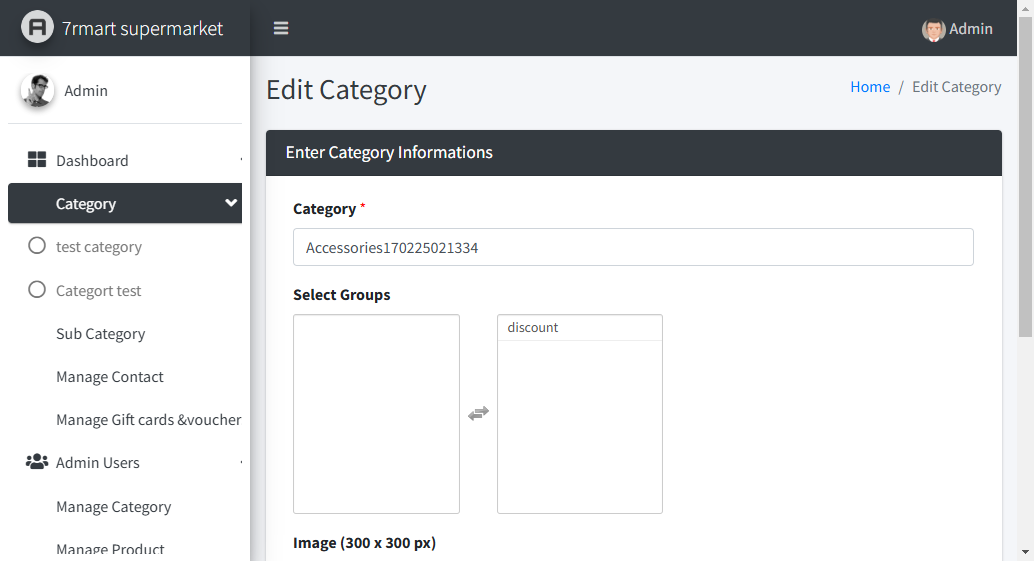 7rmart supermarket
Admin
Admin
Dashboard
Category
test category
Categort test
Sub Category
Manage Contact
Manage Gift cards &voucher
Admin Users
Manage Category
Manage Product
Edit Category
Home / Edit Category
Enter Category Informations
Category *
Accessories170225021334
Select Groups
discount
Image (300 x 300 px)